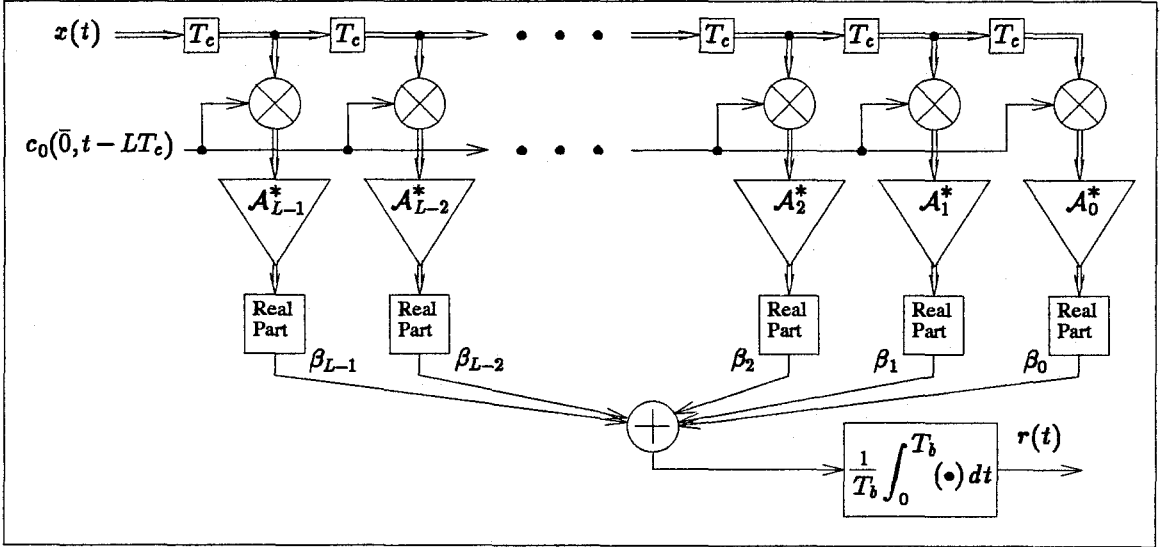 x(t) T_c T_c • • • T_c T_c T_c
c_0(0̄, t − LT_c) • • •
𝒜*_{L−1} 𝒜*_{L−2} 𝒜*_2 𝒜*_1 𝒜*_0
Real Real Real Real Real
Part Part Part Part Part
β_{L−1} β_{L−2} β_2 β_1 β_0
r(t)
1/T_b ∫_0^{T_b} (•) dt